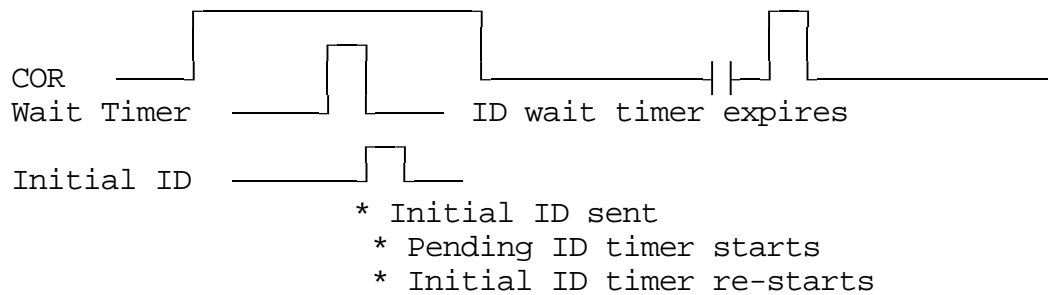 COR
Wait Timer ID wait timer expires
Initial ID
* Initial ID sent
* Pending ID timer starts
* Initial ID timer re-starts